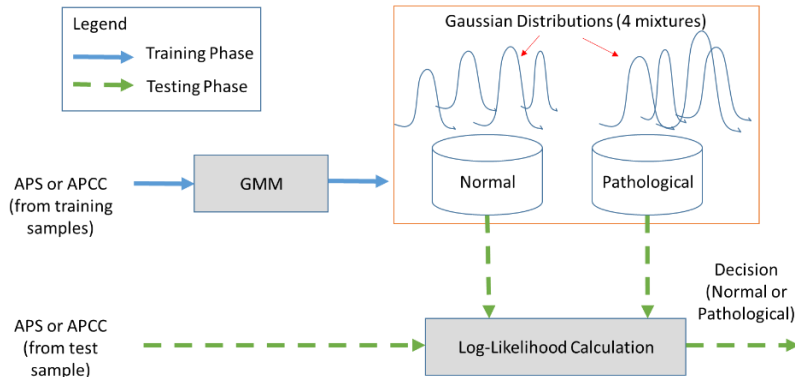 Legend
Training Phase
Testing Phase
Gaussian Distributions (4 mixtures)
Normal
Pathological
APS or APCC
(from training
samples)
GMM
APS or APCC
(from test
sample)
Log-Likelihood Calculation
Decision
(Normal or
Pathological)